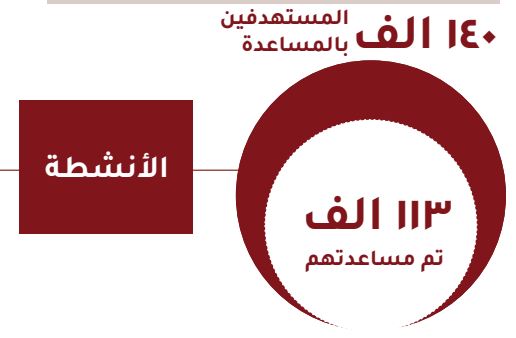 ١٤٠ الف المستهدفين
بالمساعدة
الأنشطة
١١٣ الف
تم مساعدتهم